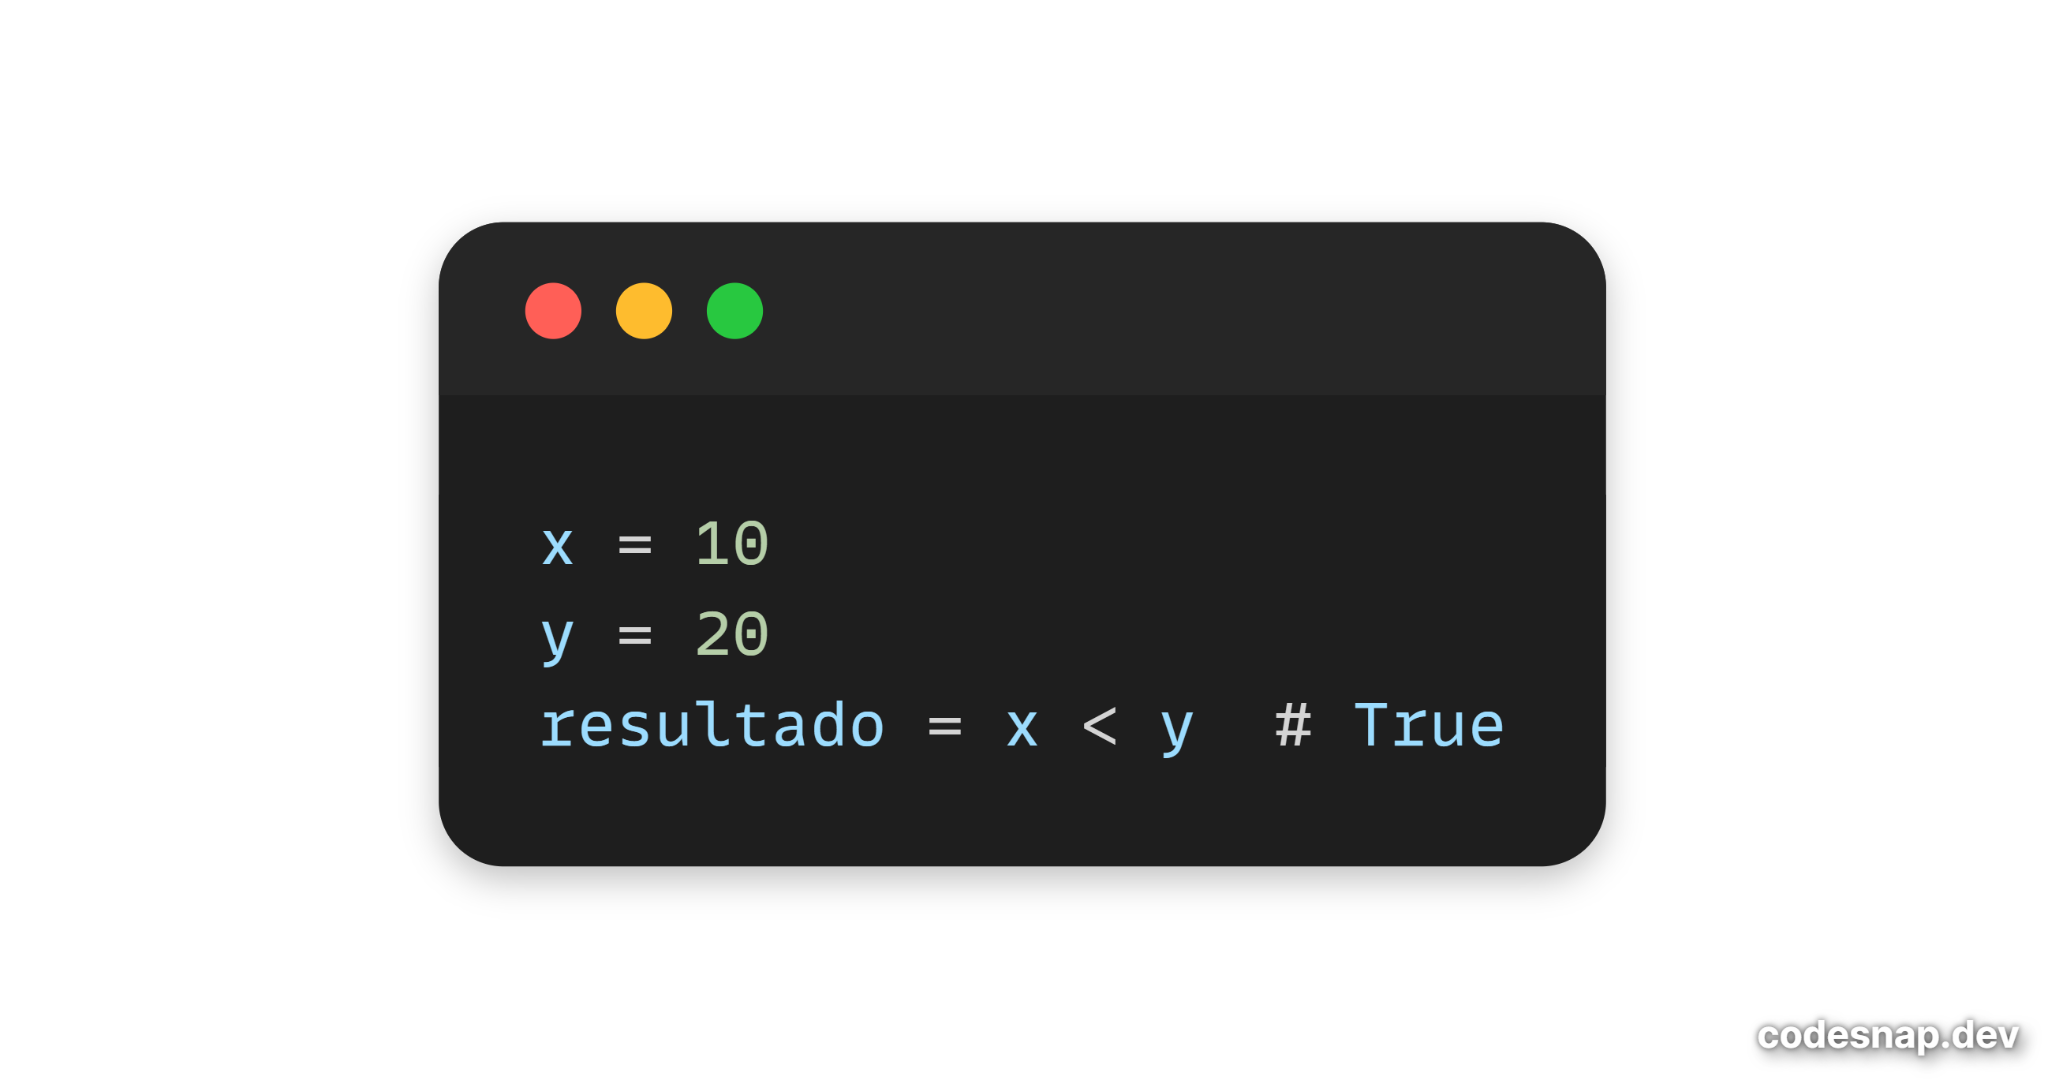 x = 10
y = 20
resultado = x < y  # True
codesnap.dev